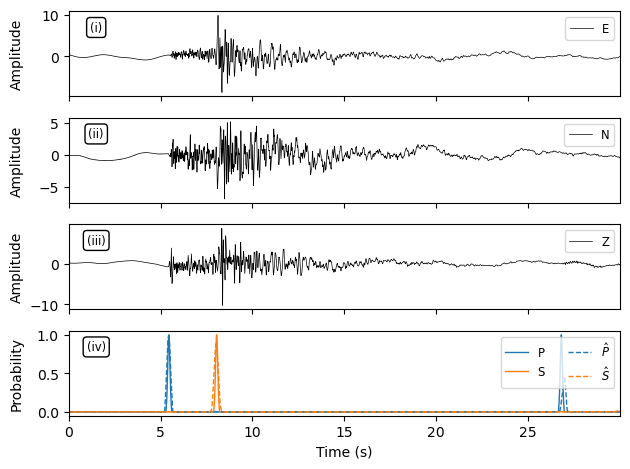 Amplitude
10
0
(i)
E
Amplitude
5
0
−5
(ii)
N
Amplitude
0
−10
(iii)
Z
Probability
1.0
0.5
0.0
(iv)
P P̂
S Ŝ
0 5 10 15 20 25
Time (s)